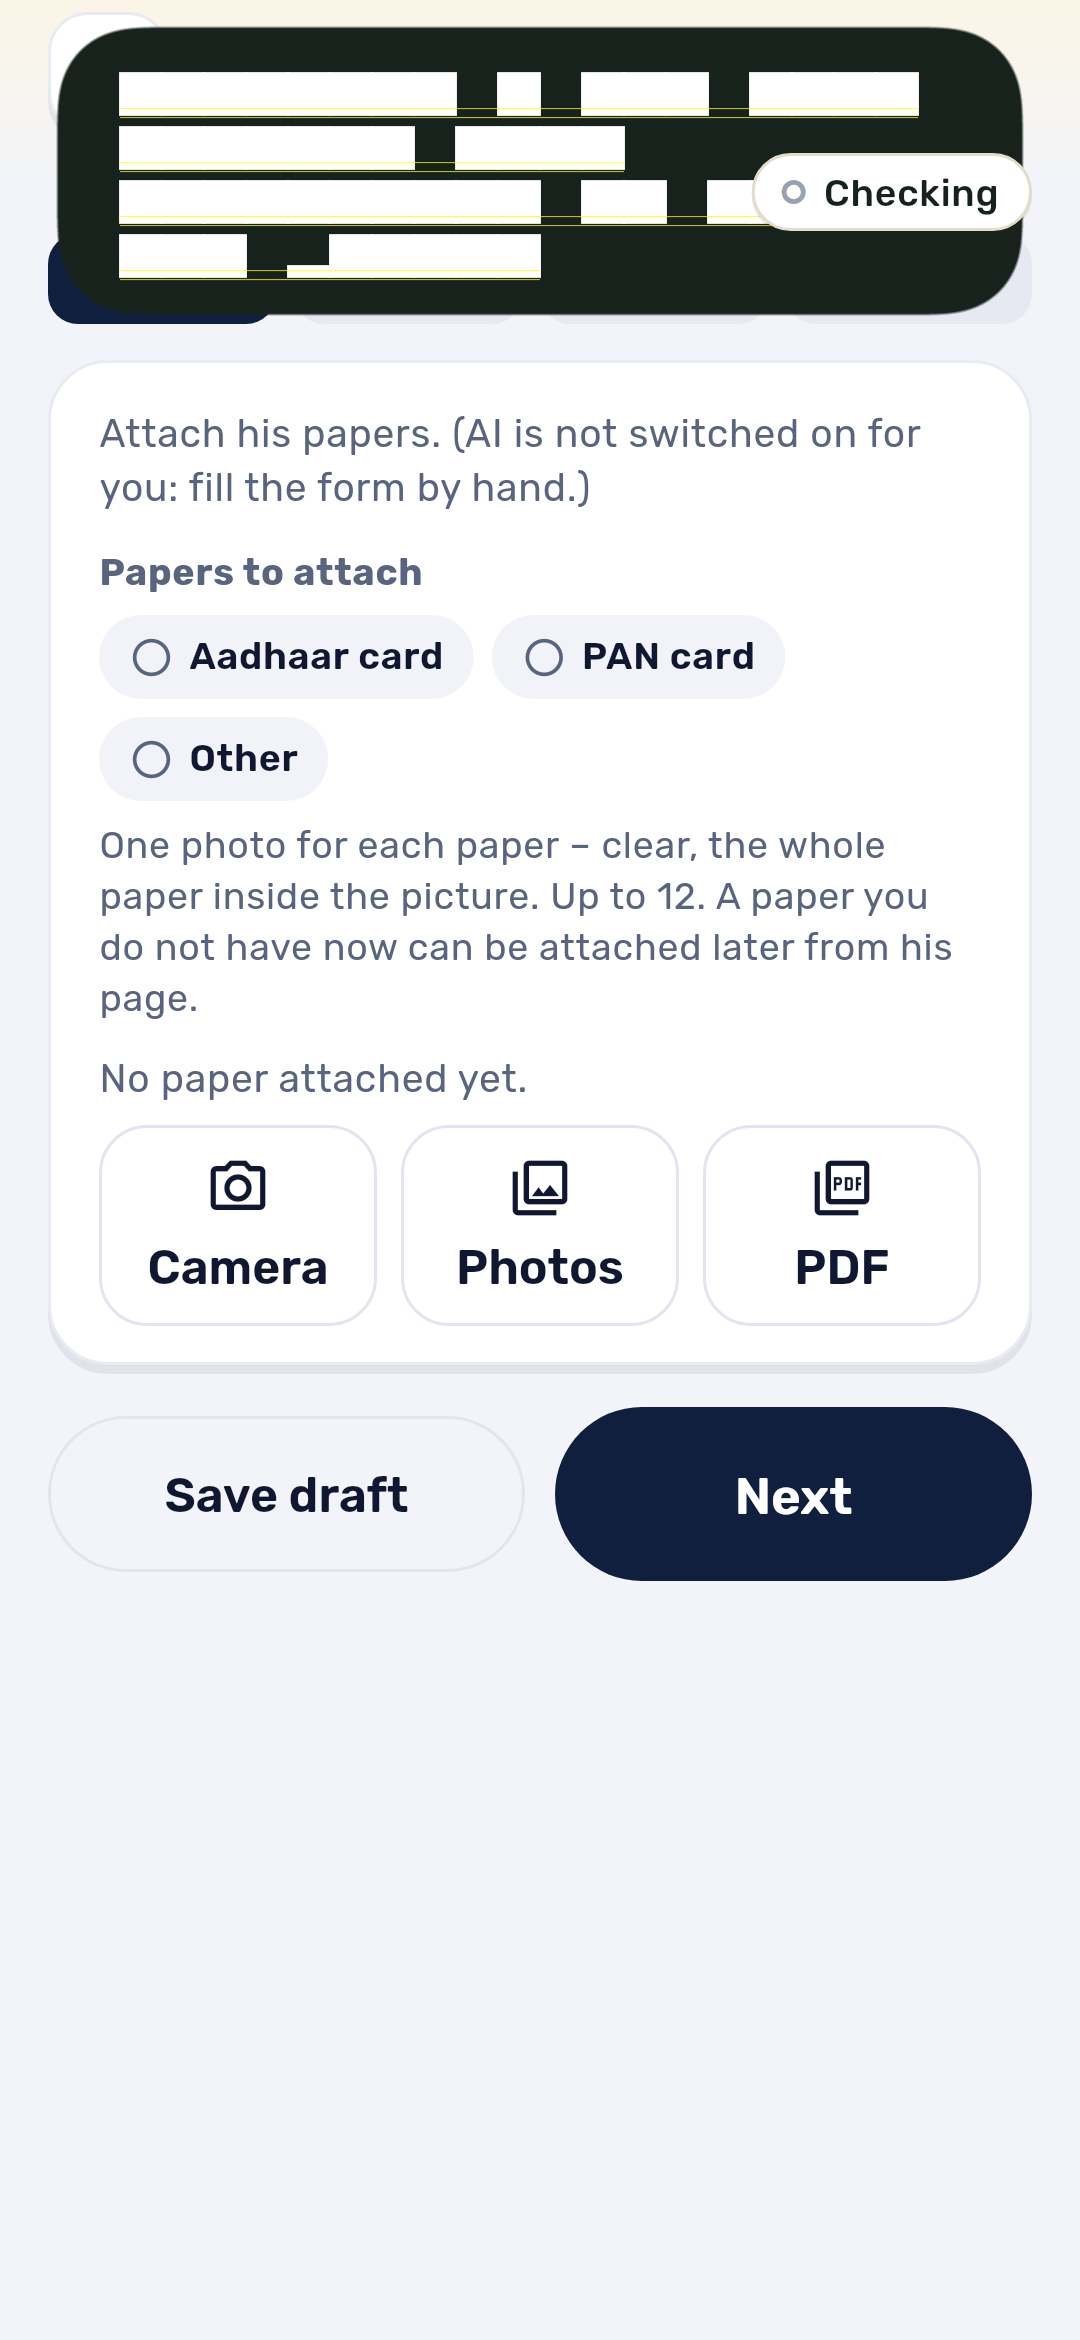 Checking
Attach his papers. (AI is not switched on for
you: fill the form by hand.)
Papers to attach
Aadhaar card
PAN card
Other
One photo for each paper – clear, the whole
paper inside the picture. Up to 12. A paper you
do not have now can be attached later from his
page.
No paper attached yet.
Camera
Photos
PDF
PDF
Save draft
Next